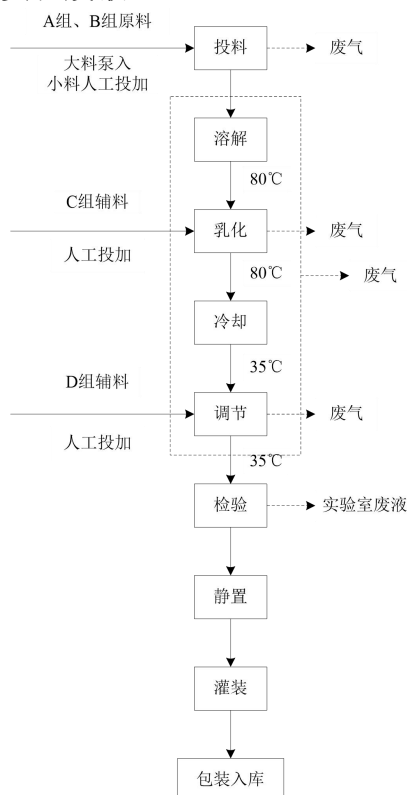 A组、B组原料
投料
废气
大料泵入
小料人工投加
溶解
80℃
C组辅料
乳化
废气
人工投加
80℃
废气
冷却
35℃
D组辅料
调节
废气
人工投加
35℃
检验
实验室废液
静置
灌装
包装入库